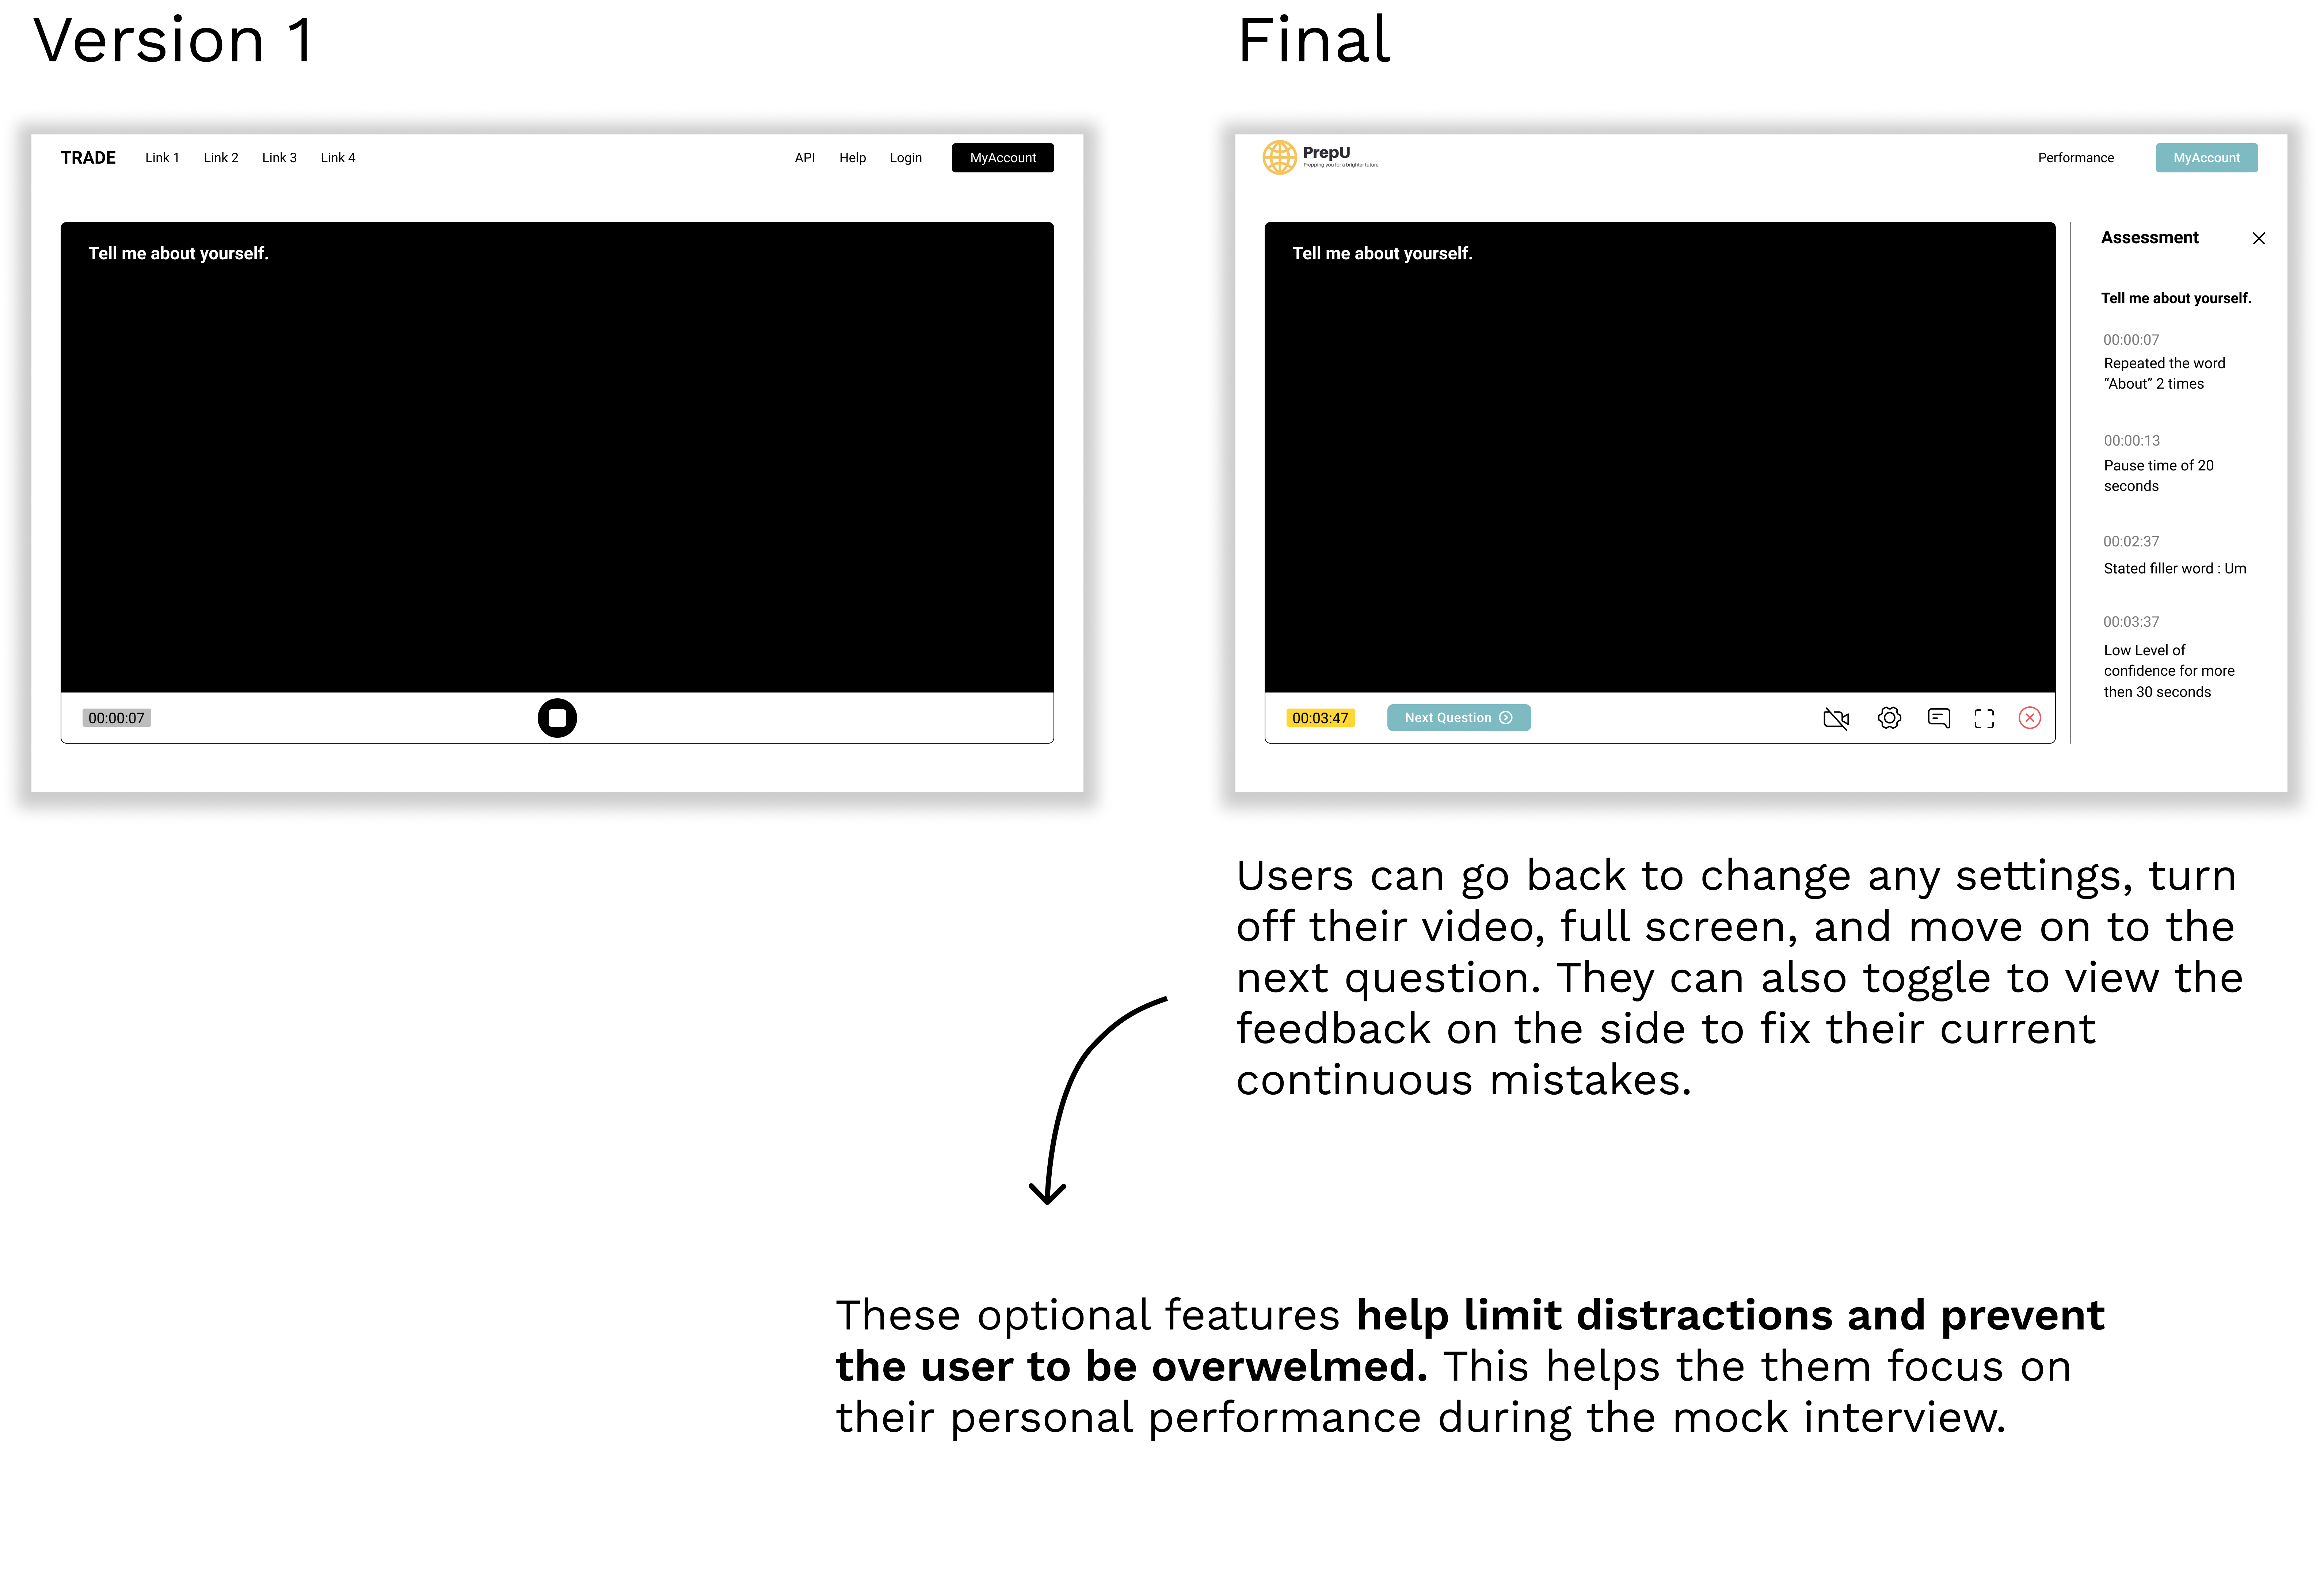 Version 1
TRADE Link 1 Link 2 Link 3 Link 4 API Help Login MyAccount
Tell me about yourself.
00:00:07
Final
PrepU
Prepping you for a brighter future
Performance MyAccount
Tell me about yourself.
00:03:47 Next Question
Assessment
Tell me about yourself.
00:00:07
Repeated the word
“About” 2 times
00:00:13
Pause time of 20
seconds
00:02:37
Stated filler word : Um
00:03:37
Low Level of
confidence for more
then 30 seconds
Users can go back to change any settings, turn
off their video, full screen, and move on to the
next question. They can also toggle to view the
feedback on the side to fix their current
continuous mistakes.
These optional features help limit distractions and prevent
the user to be overwelmed. This helps the them focus on
their personal performance during the mock interview.